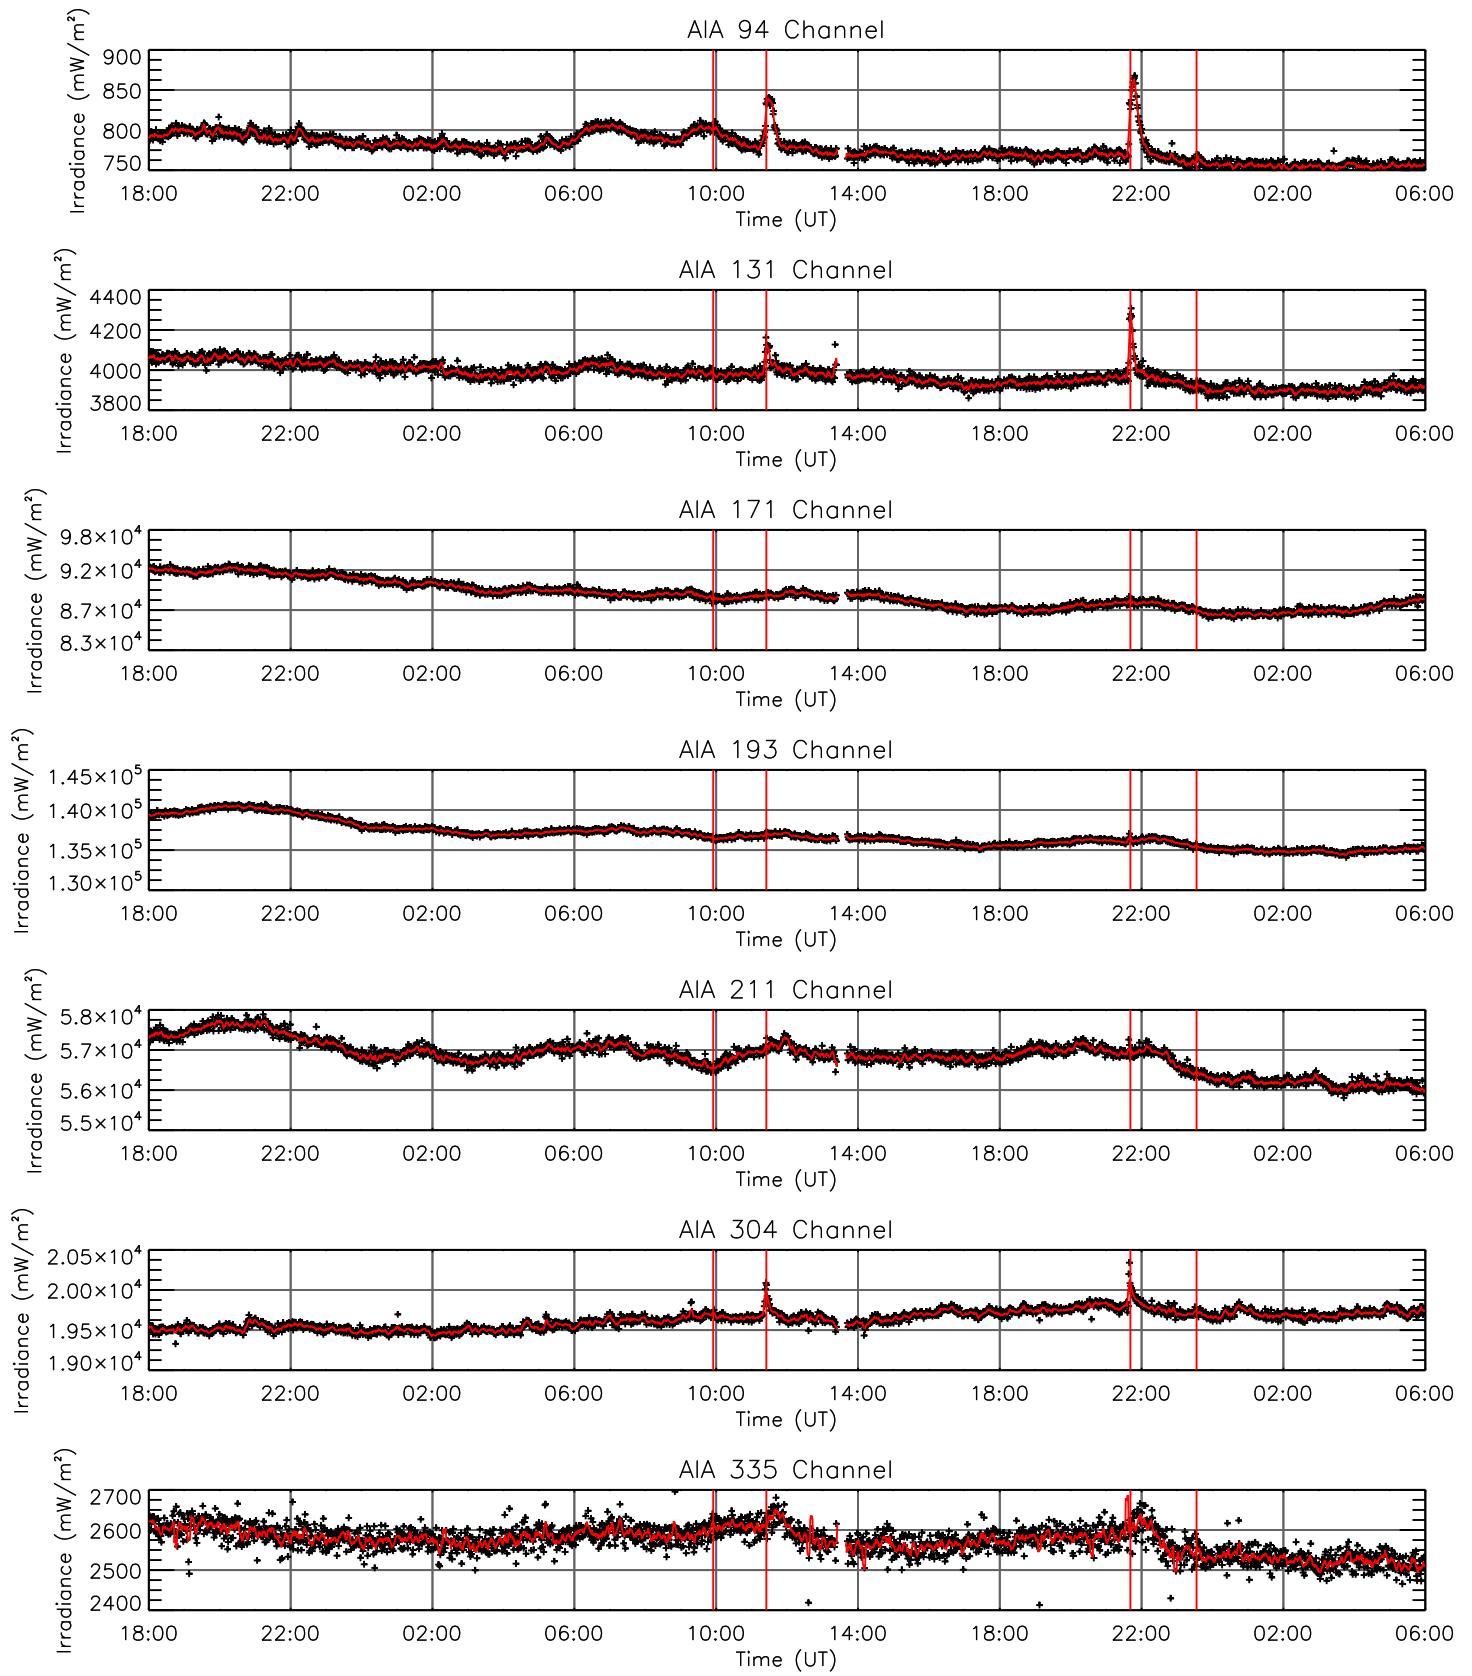 AIA 94 Channel
Irradiance (mW/m²)
900
850
800
750
18:00 22:00 02:00 06:00 10:00 14:00 18:00 22:00 02:00 06:00
Time (UT)
AIA 131 Channel
Irradiance (mW/m²)
4400
4200
4000
3800
18:00 22:00 02:00 06:00 10:00 14:00 18:00 22:00 02:00 06:00
Time (UT)
AIA 171 Channel
Irradiance (mW/m²)
9.8×10⁴
9.2×10⁴
8.7×10⁴
8.3×10⁴
18:00 22:00 02:00 06:00 10:00 14:00 18:00 22:00 02:00 06:00
Time (UT)
AIA 193 Channel
Irradiance (mW/m²)
1.45×10⁵
1.40×10⁵
1.35×10⁵
1.30×10⁵
18:00 22:00 02:00 06:00 10:00 14:00 18:00 22:00 02:00 06:00
Time (UT)
AIA 211 Channel
Irradiance (mW/m²)
5.8×10⁴
5.7×10⁴
5.6×10⁴
5.5×10⁴
18:00 22:00 02:00 06:00 10:00 14:00 18:00 22:00 02:00 06:00
Time (UT)
AIA 304 Channel
Irradiance (mW/m²)
2.05×10⁴
2.00×10⁴
1.95×10⁴
1.90×10⁴
18:00 22:00 02:00 06:00 10:00 14:00 18:00 22:00 02:00 06:00
Time (UT)
AIA 335 Channel
Irradiance (mW/m²)
2700
2600
2500
2400
18:00 22:00 02:00 06:00 10:00 14:00 18:00 22:00 02:00 06:00
Time (UT)